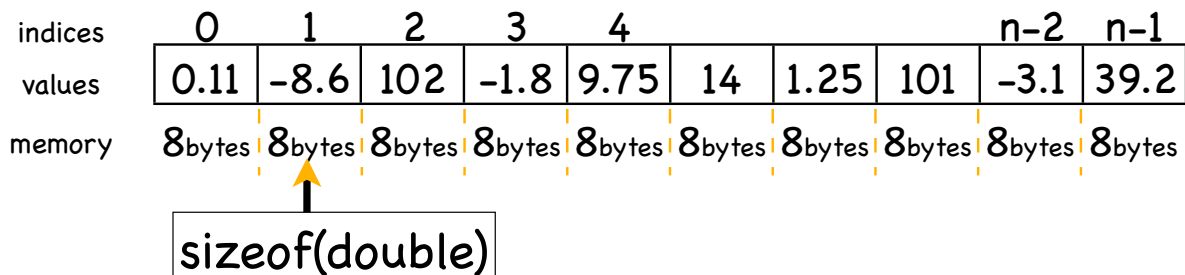 indices 0 1 2 3 4 n-2 n-1
values 0.11 -8.6 102 -1.8 9.75 14 1.25 101 -3.1 39.2
memory 8bytes 8bytes 8bytes 8bytes 8bytes 8bytes 8bytes 8bytes 8bytes 8bytes
sizeof(double)